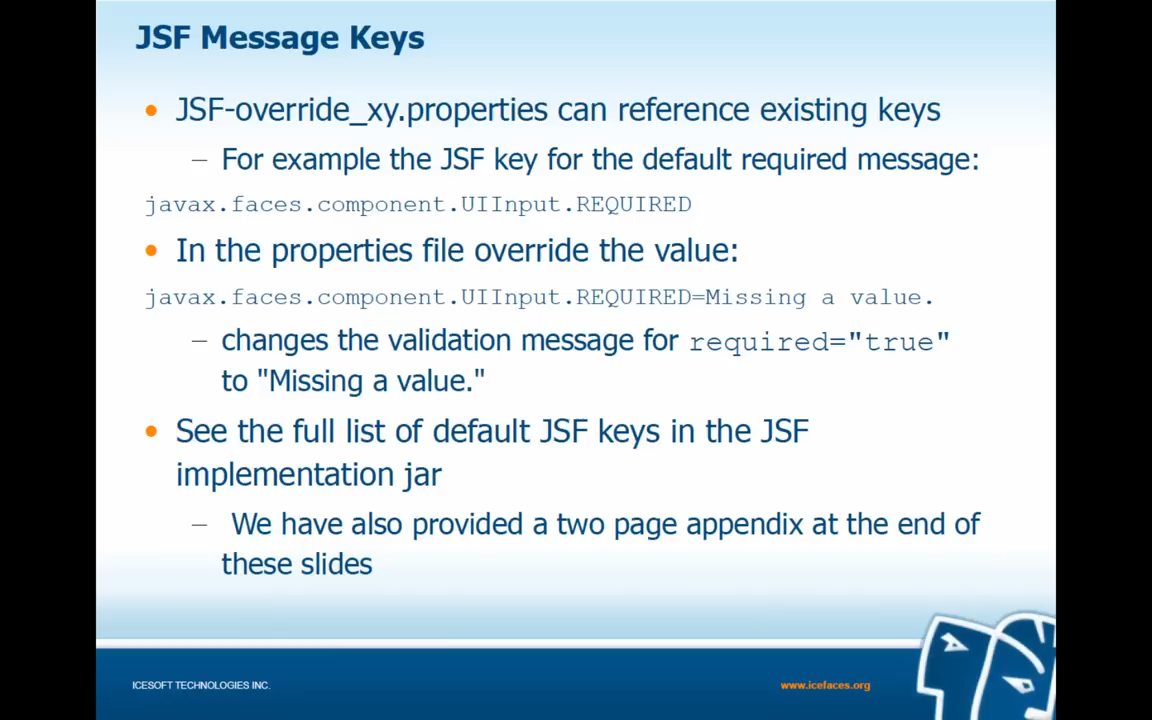 JSF Message Keys
• JSF-override_xy.properties can reference existing keys
– For example the JSF key for the default required message:
javax.faces.component.UIInput.REQUIRED
• In the properties file override the value:
javax.faces.component.UIInput.REQUIRED=Missing a value.
– changes the validation message for required="true"
to "Missing a value."
• See the full list of default JSF keys in the JSF
implementation jar
– We have also provided a two page appendix at the end of
these slides
ICESOFT TECHNOLOGIES INC.
www.icefaces.org